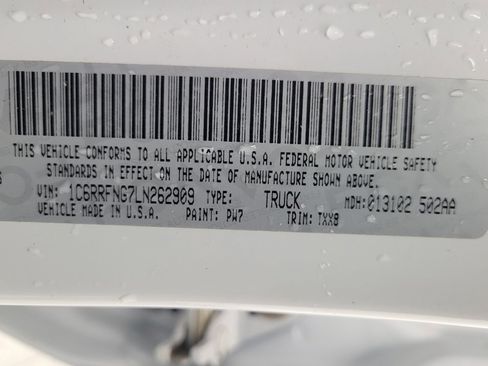 THIS VEHICLE CONFORMS TO ALL APPLICABLE U.S.A. FEDERAL MOTOR VEHICLE SAFETY
STANDARDS IN EFFECT ON THE DATE OF MANUFACTURE SHOWN ABOVE.
VIN: 1C6RRFNG7LN262909 TYPE: TRUCK MDH: 013102 502AA
MADE IN U.S.A. PAINT: PW7 TRIM: TXX8